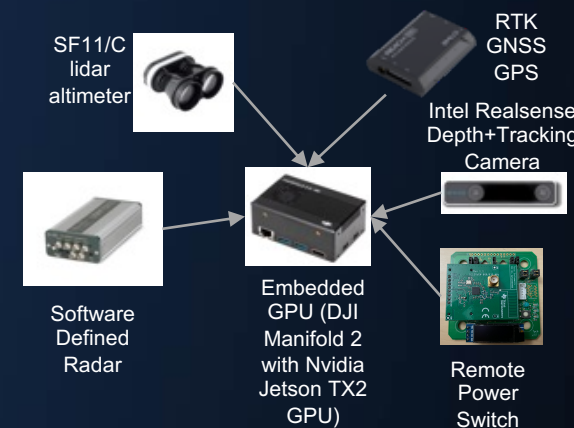 SF11/C
lidar
altimeter
RTK
GNSS
GPS
Intel Realsense
Depth+Tracking
Camera
Software
Defined
Radar
Embedded
GPU (DJI
Manifold 2
with Nvidia
Jetson TX2
GPU)
Remote
Power
Switch